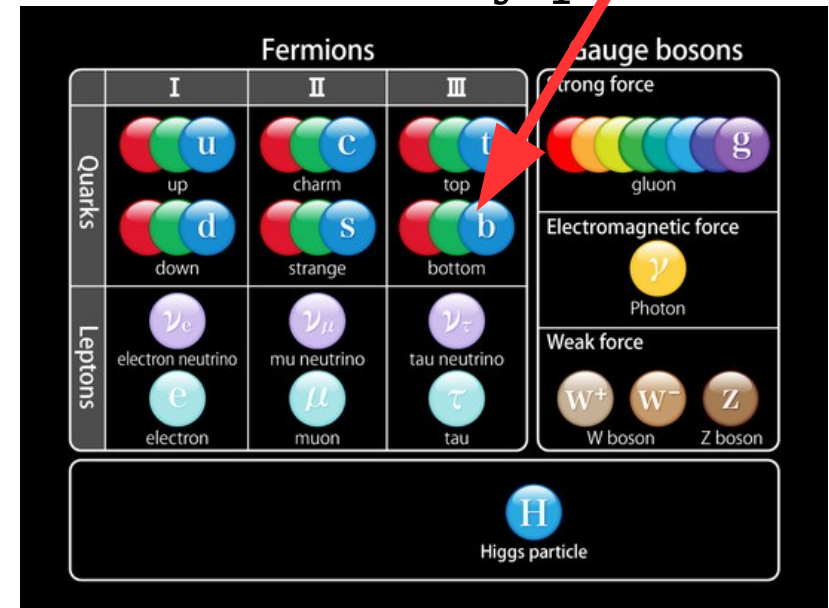 Fermions
Gauge bosons
I II III
Strong force
Quarks
u c t
g
up charm top
gluon
d s b
Electromagnetic force
γ
down strange bottom
Photon
Leptons
νe νμ ντ
electron neutrino mu neutrino tau neutrino
Weak force
e μ τ
W+ W− Z
electron muon tau
W boson Z boson
H
Higgs particle